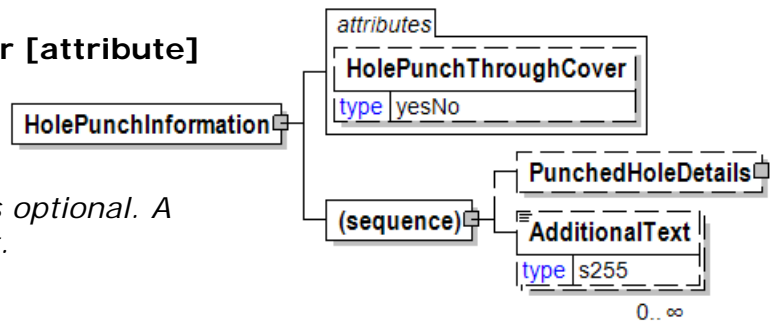 attributes
r [attribute]
HolePunchThroughCover
type yesNo
HolePunchInformation
PunchedHoleDetails
s optional. A
(sequence)
AdditionalText
type s255
0.. ∞